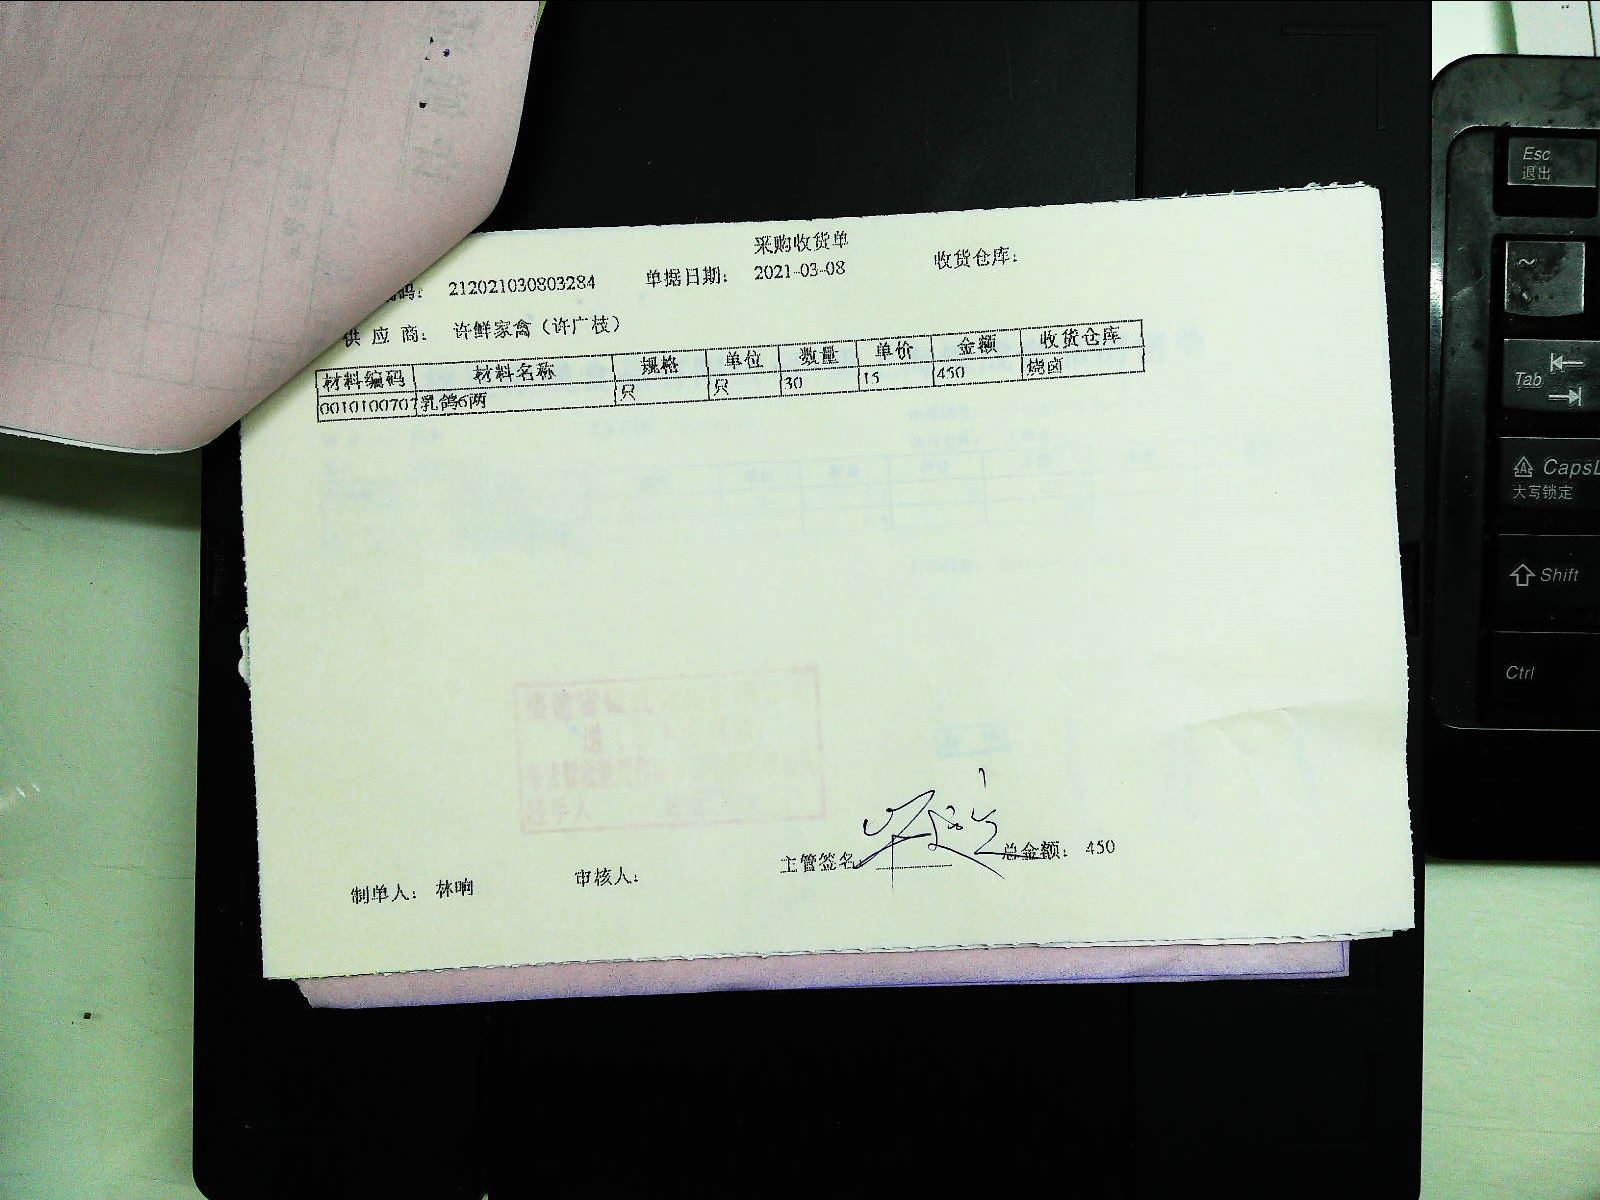 采购收货单
码： 212021030803284 单据日期： 2021-03-08 收货仓库：
供应商： 许鲜家禽（许广枝）
材料编码 材料名称 规格 单位 数量 单价 金额 收货仓库
0010100707 乳鸽6两 只 只 30 15 450 烧卤
经手人
主管签名 总金额： 450
制单人： 林响 审核人：
Esc
退出
~
Tab
CapsL
大写锁定
Shift
Ctrl